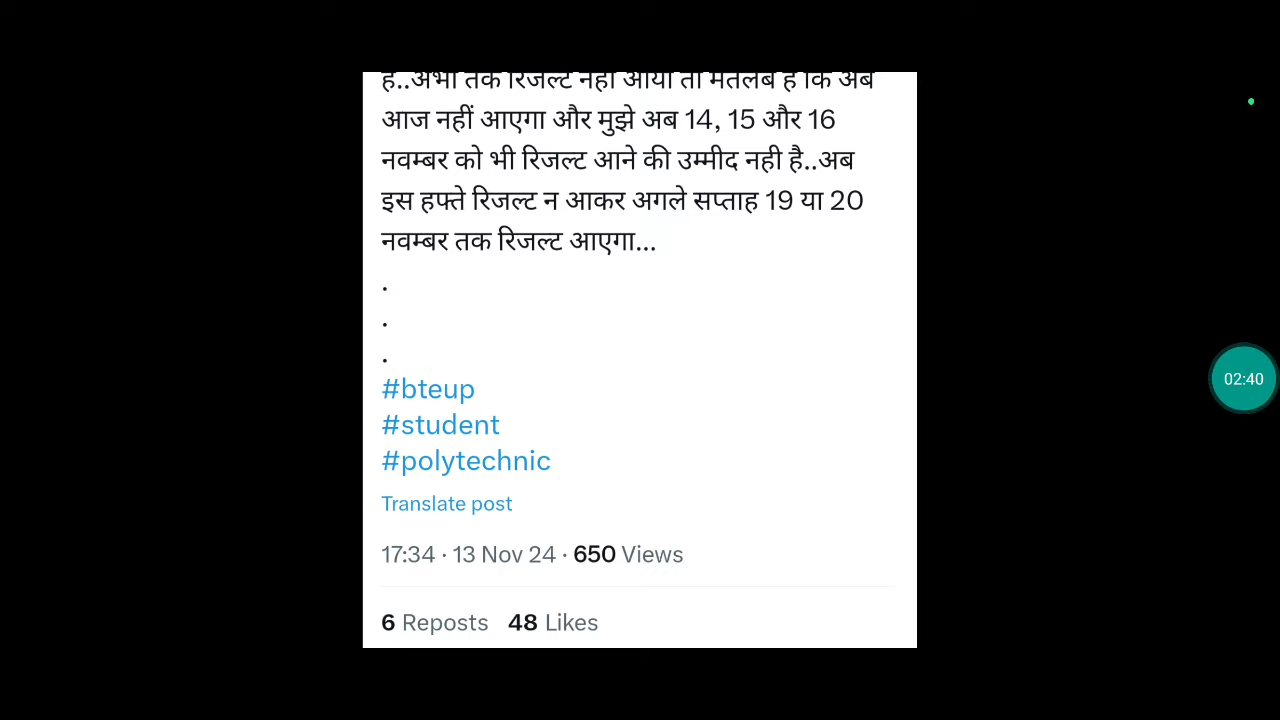 है..अभी तक रिजल्ट नहीं आया तो मतलब है कि अब
आज नहीं आएगा और मुझे अब 14, 15 और 16
नवम्बर को भी रिजल्ट आने की उम्मीद नही है..अब
इस हफ्ते रिजल्ट न आकर अगले सप्ताह 19 या 20
नवम्बर तक रिजल्ट आएगा...
.
.
.
#bteup
#student
#polytechnic
Translate post
17:34 · 13 Nov 24 · 650 Views
6 Reposts 48 Likes
02:40